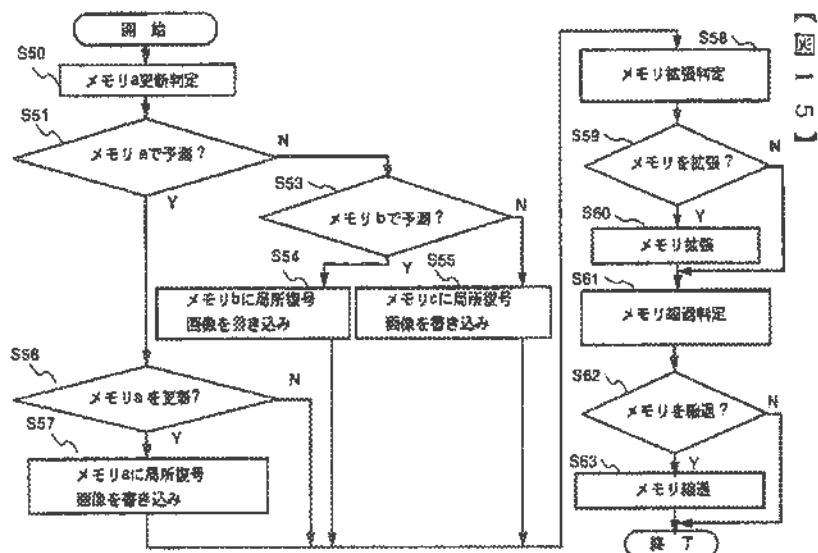 【図１５】
開始
S50
メモリa更新判定
S51
メモリaで予測？
N
Y
S53
メモリbで予測？
N
Y
S54
メモリbに局所復号
画像を書き込み
S55
メモリcに局所復号
画像を書き込み
S56
メモリaを更新？
N
Y
S57
メモリaに局所復号
画像を書き込み
S58
メモリ拡張判定
S59
メモリを拡張？
N
Y
S60
メモリ拡張
S61
メモリ縮退判定
S62
メモリを縮退？
N
Y
S63
メモリ縮退
終了